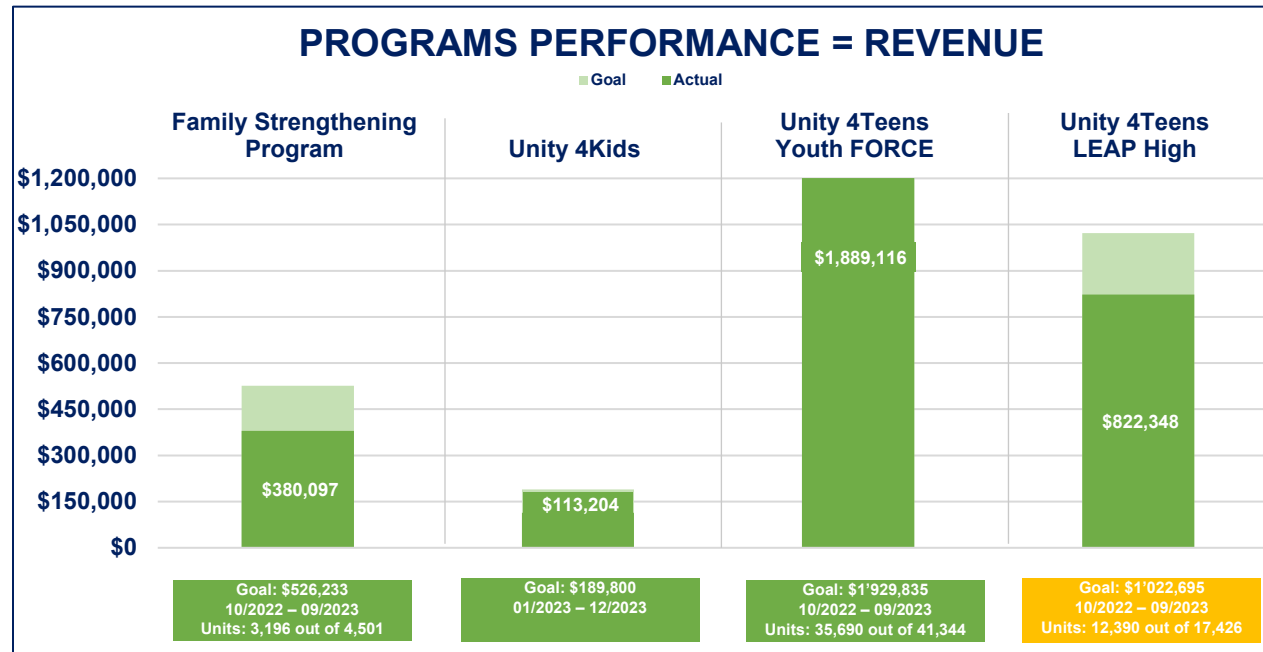 PROGRAMS PERFORMANCE = REVENUE
Goal Actual
Family Strengthening
Program
Unity 4Kids
Unity 4Teens
Youth FORCE
Unity 4Teens
LEAP High
$1,200,000
$1,050,000
$900,000
$750,000
$600,000
$450,000
$300,000
$150,000
$0
$380,097
$113,204
$1,889,116
$822,348
Goal: $526,233
10/2022 – 09/2023
Units: 3,196 out of 4,501
Goal: $189,800
01/2023 – 12/2023
Goal: $1'929,835
10/2022 – 09/2023
Units: 35,690 out of 41,344
Goal: $1'022,695
10/2022 – 09/2023
Units: 12,390 out of 17,426